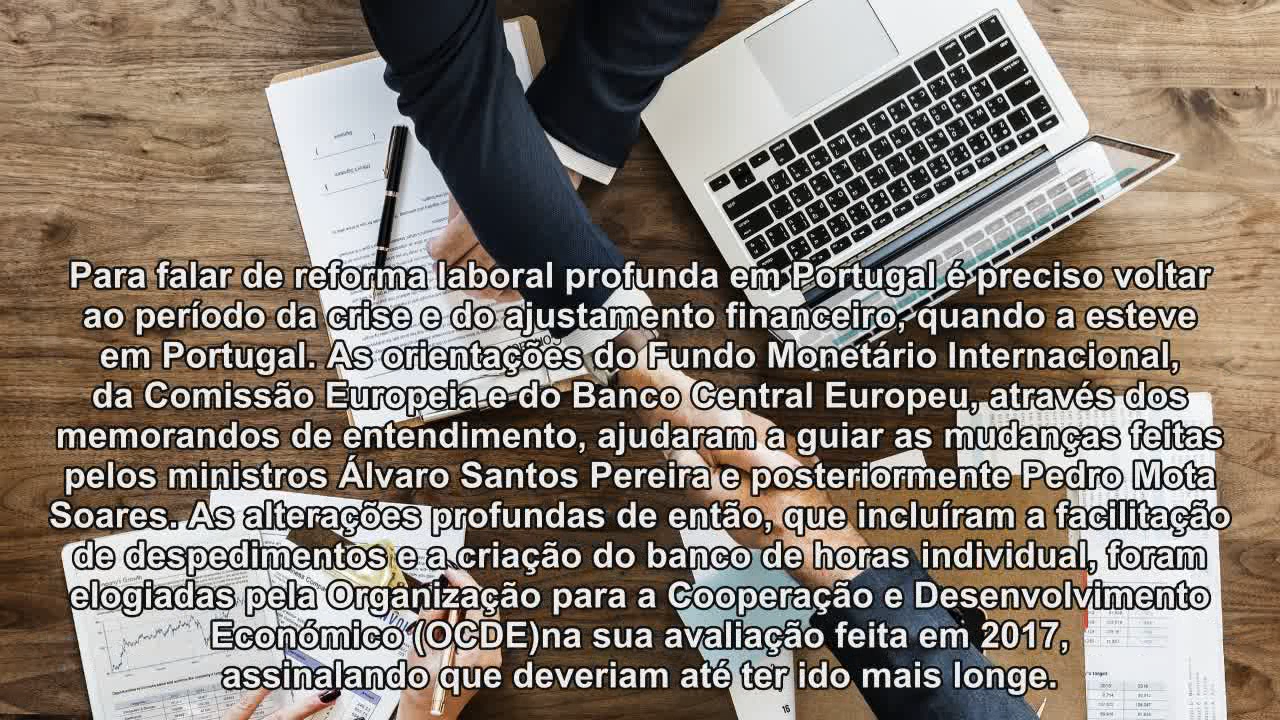 Para falar de reforma laboral profunda em Portugal é preciso voltar
ao período da crise e do ajustamento financeiro, quando a esteve
em Portugal. As orientações do Fundo Monetário Internacional,
da Comissão Europeia e do Banco Central Europeu, através dos
memorandos de entendimento, ajudaram a guiar as mudanças feitas
pelos ministros Álvaro Santos Pereira e posteriormente Pedro Mota
Soares. As alterações profundas de então, que incluíram a facilitação
de despedimentos e a criação do banco de horas individual, foram
elogiadas pela Organização para a Cooperação e Desenvolvimento
Económico (OCDE)na sua avaliação feita em 2017,
assinalando que deveriam até ter ido mais longe.